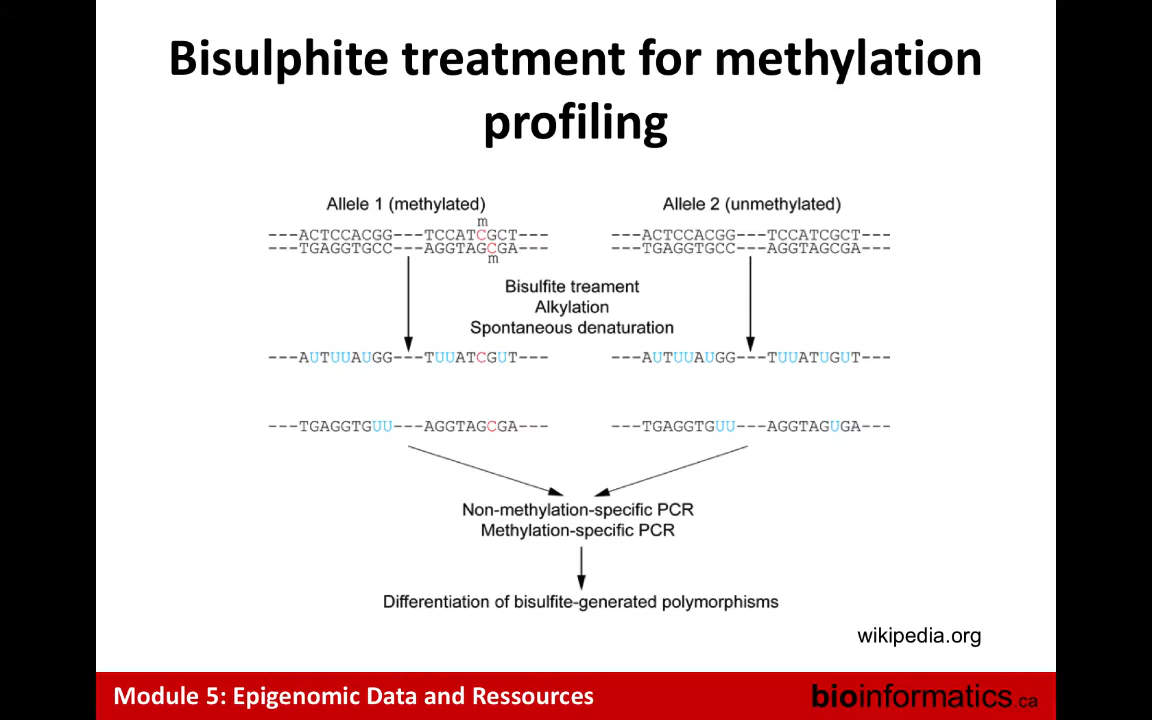 Bisulphite treatment for methylation
profiling
Allele 1 (methylated)
Allele 2 (unmethylated)
m
---ACTCCACGG---TCCATCGCT---
---TGAGGTGCC---AGGTAGCGA---
m
---ACTCCACGG---TCCATCGCT---
---TGAGGTGCC---AGGTAGCGA---
Bisulfite treament
Alkylation
Spontaneous denaturation
---AUTUUAUGG---TUUATCGUT---
---AUTUUAUGG---TUUATUGUT---
---TGAGGTGUU---AGGTAGCGA---
---TGAGGTGUU---AGGTAGUGA---
Non-methylation-specific PCR
Methylation-specific PCR
Differentiation of bisulfite-generated polymorphisms
wikipedia.org
Module 5: Epigenomic Data and Ressources
bioinformatics.ca